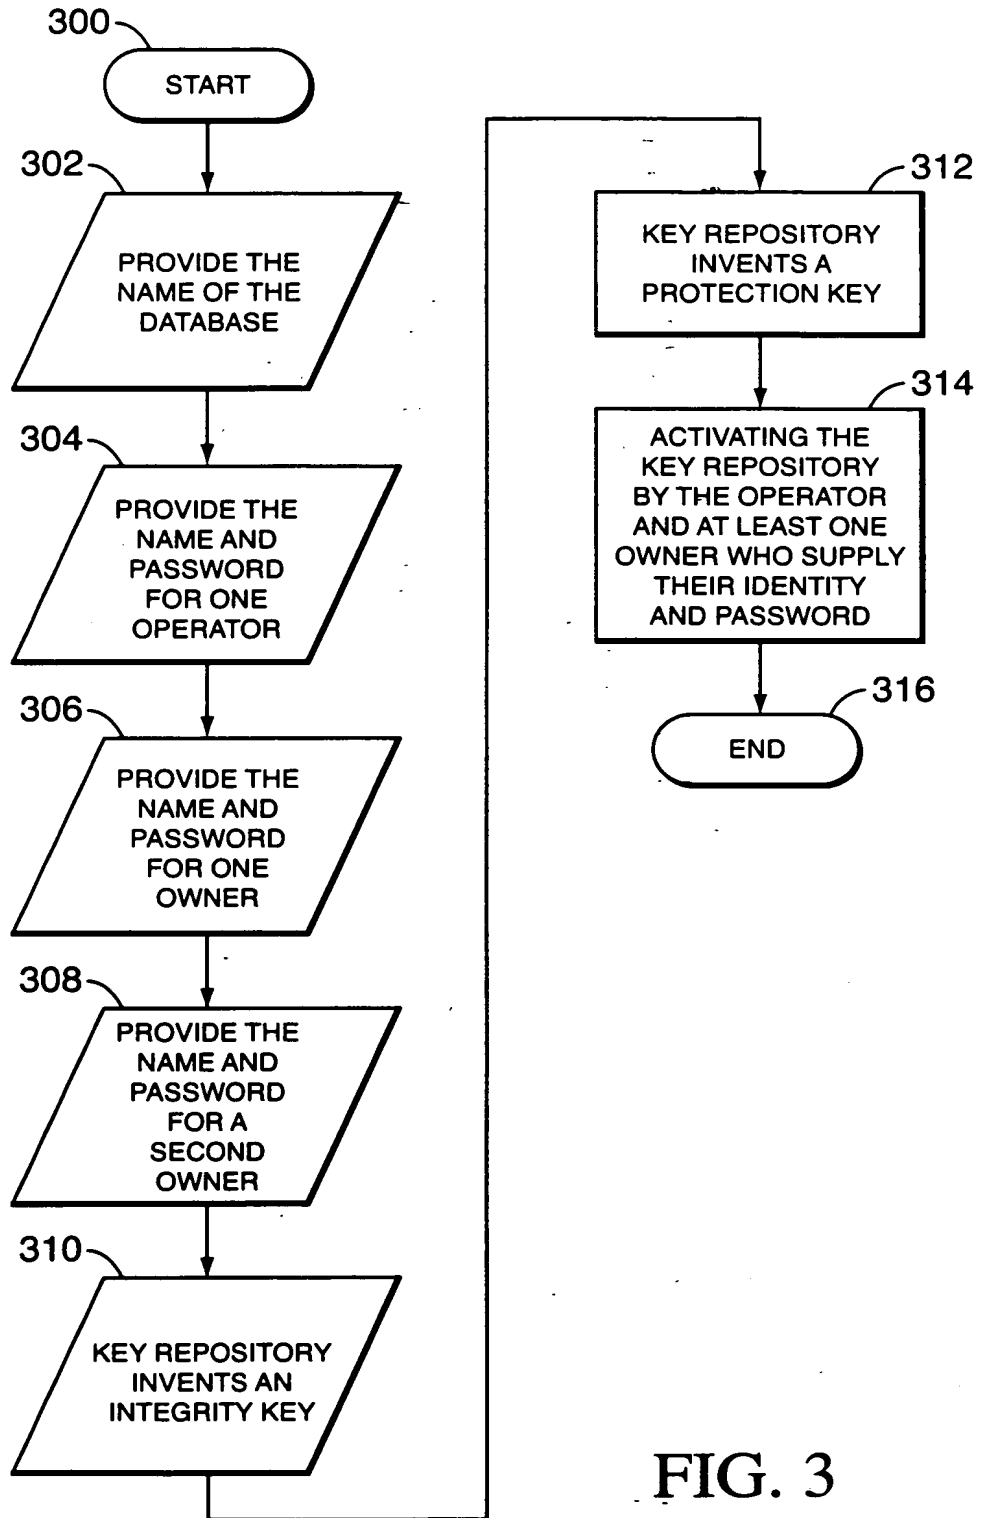 300
START
302
PROVIDE THE
NAME OF THE
DATABASE
304
PROVIDE THE
NAME AND
PASSWORD
FOR ONE
OPERATOR
306
PROVIDE THE
NAME AND
PASSWORD
FOR ONE
OWNER
308
PROVIDE THE
NAME AND
PASSWORD
FOR A
SECOND
OWNER
310
KEY REPOSITORY
INVENTS AN
INTEGRITY KEY
312
KEY REPOSITORY
INVENTS A
PROTECTION KEY
314
ACTIVATING THE
KEY REPOSITORY
BY THE OPERATOR
AND AT LEAST ONE
OWNER WHO SUPPLY
THEIR IDENTITY
AND PASSWORD
316
END
FIG. 3